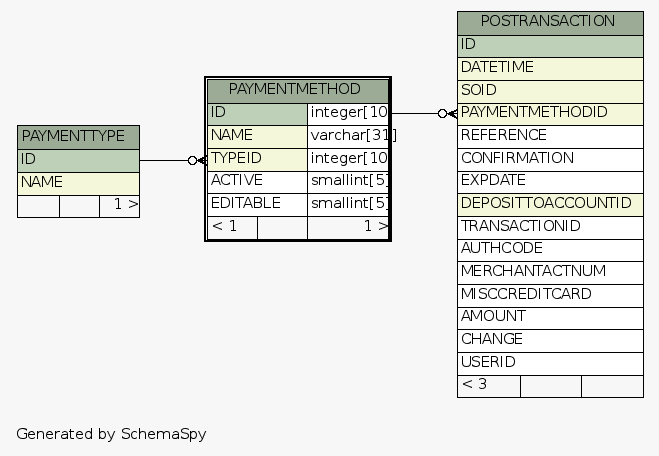 PAYMENTTYPE
ID
NAME
1 >
PAYMENTMETHOD
ID integer[10
NAME varchar[31]
TYPEID integer[10
ACTIVE smallint[5]
EDITABLE smallint[5]
< 1 1 >
POSTRANSACTION
ID
DATETIME
SOID
PAYMENTMETHODID
REFERENCE
CONFIRMATION
EXPDATE
DEPOSITTOACCOUNTID
TRANSACTIONID
AUTHCODE
MERCHANTACTNUM
MISCCREDITCARD
AMOUNT
CHANGE
USERID
< 3
Generated by SchemaSpy